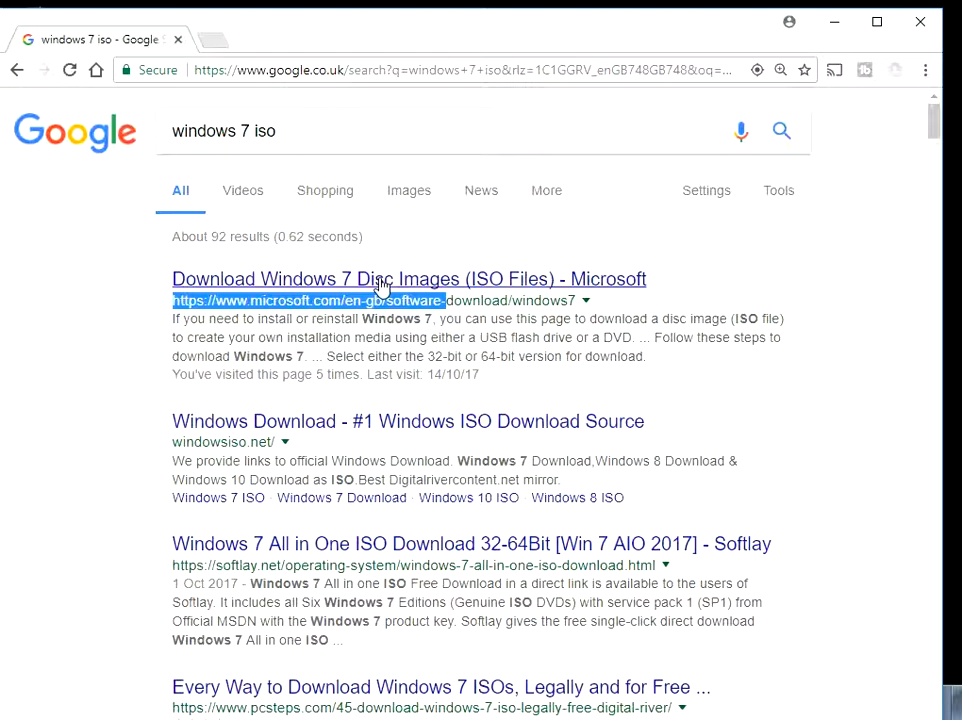 windows 7 iso - Google S
Secure https://www.google.co.uk/search?q=windows+7+iso&rlz=1C1GGRV_enGB748GB748&oq=...
Google windows 7 iso
All Videos Shopping Images News More Settings Tools
About 92 results (0.62 seconds)
Download Windows 7 Disc Images (ISO Files) - Microsoft
https://www.microsoft.com/en-gb/software-download/windows7
If you need to install or reinstall Windows 7, you can use this page to download a disc image (ISO file)
to create your own installation media using either a USB flash drive or a DVD. ... Follow these steps to
download Windows 7. ... Select either the 32-bit or 64-bit version for download.
You've visited this page 5 times. Last visit: 14/10/17
Windows Download - #1 Windows ISO Download Source
windowsiso.net/
We provide links to official Windows Download. Windows 7 Download,Windows 8 Download &
Windows 10 Download as ISO.Best Digitalrivercontent.net mirror.
Windows 7 ISO · Windows 7 Download · Windows 10 ISO · Windows 8 ISO
Windows 7 All in One ISO Download 32-64Bit [Win 7 AIO 2017] - Softlay
https://softlay.net/operating-system/windows-7-all-in-one-iso-download.html
1 Oct 2017 - Windows 7 All in one ISO Free Download in a direct link is available to the users of
Softlay. It includes all Six Windows 7 Editions (Genuine ISO DVDs) with service pack 1 (SP1) from
Official MSDN with the Windows 7 product key. Softlay gives the free single-click direct download
Windows 7 All in one ISO ...
Every Way to Download Windows 7 ISOs, Legally and for Free ...
https://www.pcsteps.com/45-download-windows-7-iso-legally-free-digital-river/